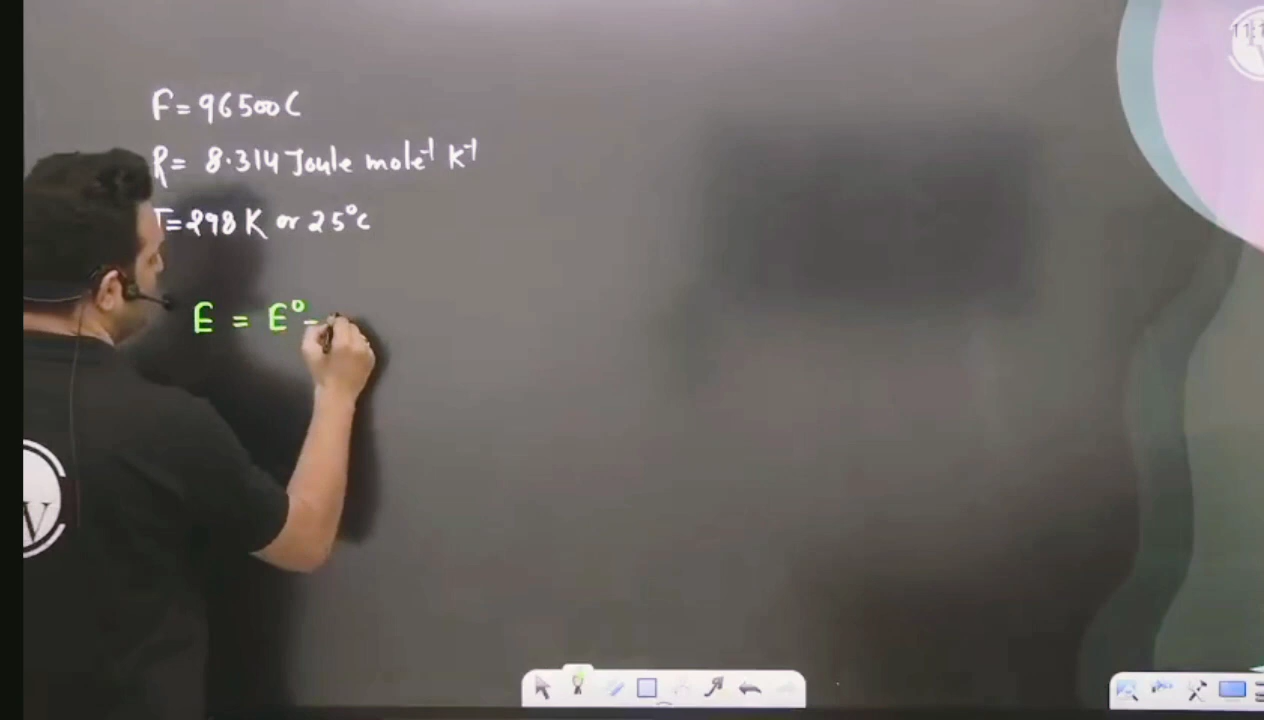 F = 96500 C
R = 8.314 Joule mole⁻¹ K⁻¹
T = 298 K or 25°C
E = E° -